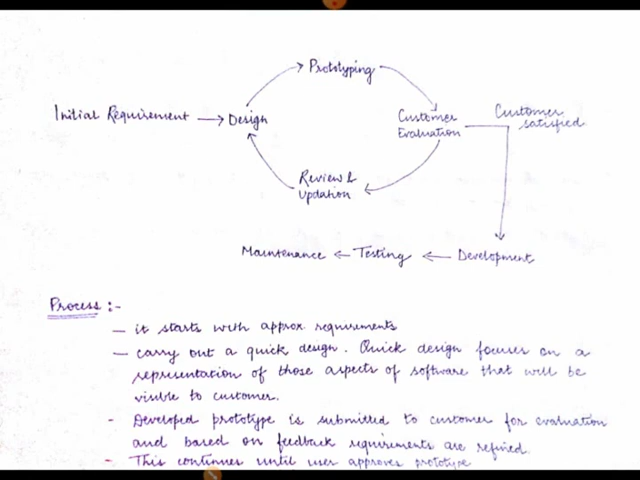 Prototyping
Initial Requirement → Design
Customer Evaluation
Customer satisfied
Review & Updation
Maintenance ← Testing ← Development
Process :-
— it starts with approx. requirements
— carry out a quick design. Quick design focuses on a
representation of those aspects of software that will be
visible to customer.
- Developed prototype is submitted to customer for evaluation
and based on feedback requirements are refined.
- This continues until user approves prototype